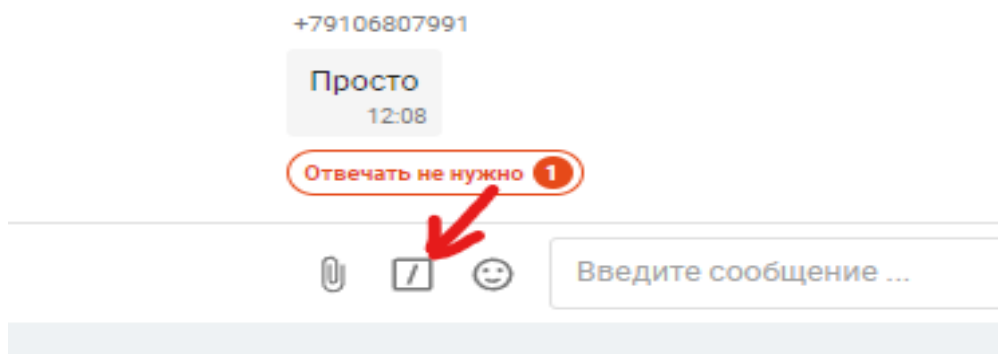 +79106807991
Просто
12:08
Отвечать не нужно 1
/
Введите сообщение ...